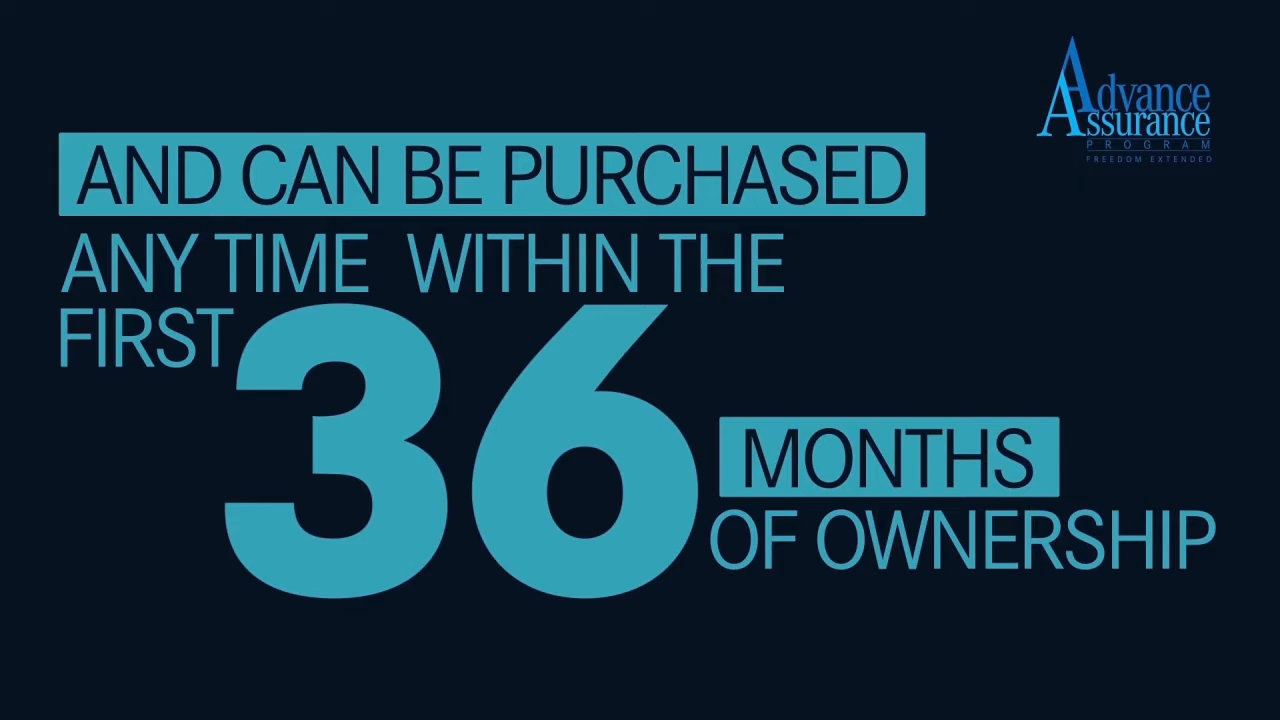 Advance
Assurance
PROGRAM
FREEDOM EXTENDED
AND CAN BE PURCHASED
ANY TIME  WITHIN THE
FIRST 36
MONTHS
OF OWNERSHIP